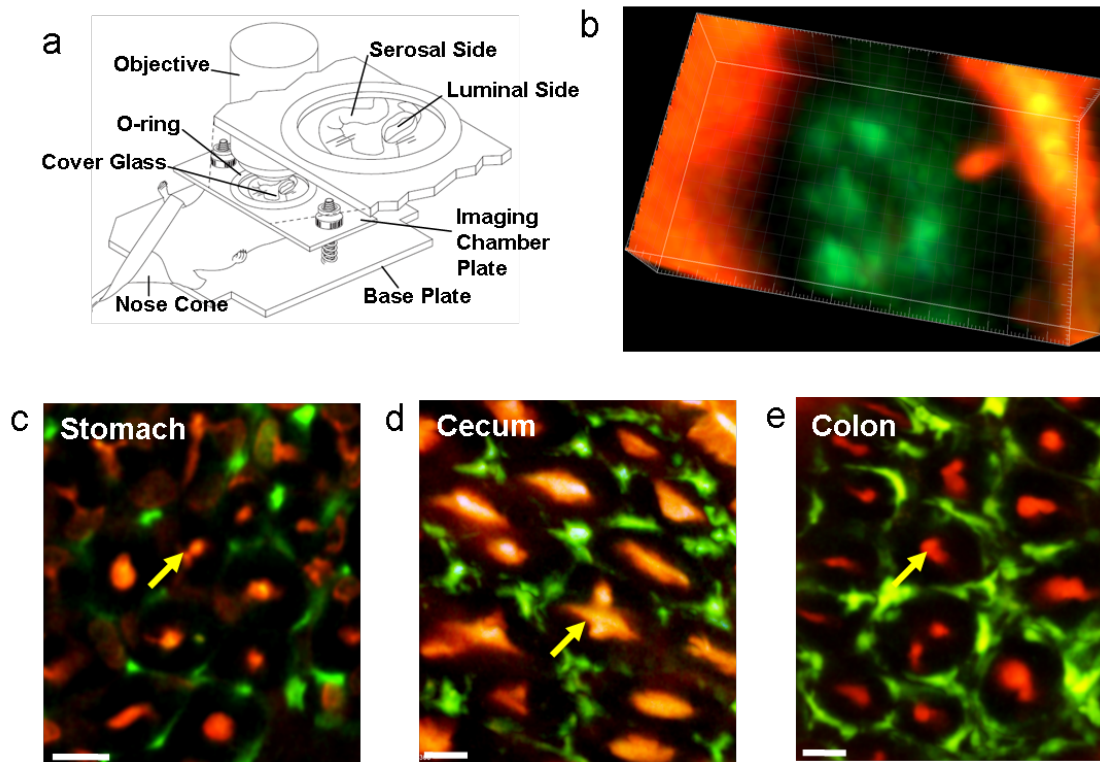 a
Objective
O-ring
Cover Glass
Nose Cone
Serosal Side
Luminal Side
Imaging
Chamber
Plate
Base Plate
b
c
Stomach
d
Cecum
e
Colon